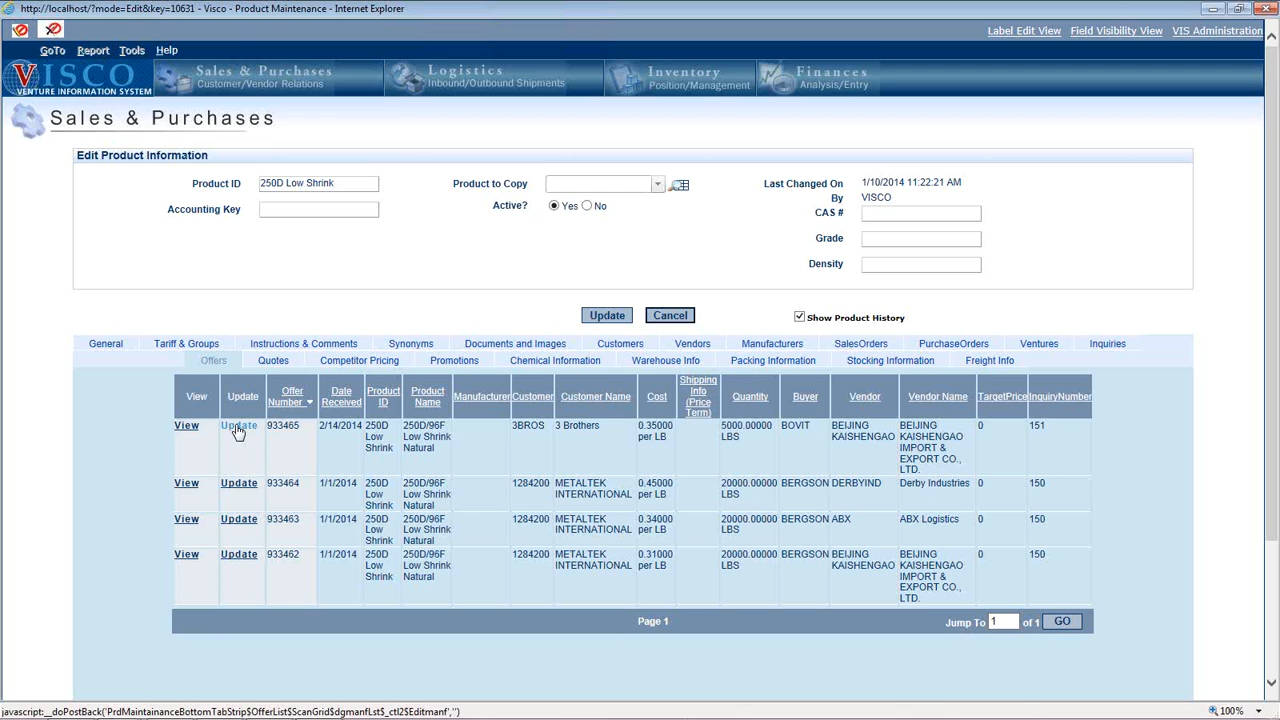 http://localhost/?mode=Edit&key=10631 - Visco - Product Maintenance - Internet Explorer
Label Edit View Field Visibility View VIS Administration
GoTo Report Tools Help
VISCO
VENTURE INFORMATION SYSTEM
Sales & Purchases
Customer/Vendor Relations
Logistics
Inbound/Outbound Shipments
Inventory
Position/Management
Finances
Analysis/Entry
Sales & Purchases
Edit Product Information
Product ID 250D Low Shrink Product to Copy Last Changed On 1/10/2014 11:22:21 AM
By VISCO
Accounting Key Active? Yes No CAS #
Grade
Density
Update Cancel Show Product History
General Tariff & Groups Instructions & Comments Synonyms Documents and Images Customers Vendors Manufacturers SalesOrders PurchaseOrders Ventures Inquiries
Offers Quotes Competitor Pricing Promotions Chemical Information Warehouse Info Packing Information Stocking Information Freight Info
View Update Offer Number Date Received Product ID Product Name Manufacturer Customer Customer Name Cost Shipping Info (Price Term) Quantity Buyer Vendor Vendor Name TargetPrice InquiryNumber
View Update 933465 2/14/2014 250D Low Shrink 250D/96F Low Shrink Natural 3BROS 3 Brothers 0.35000 per LB 5000.00000 LBS BOVIT BEIJING KAISHENGAO BEIJING KAISHENGAO IMPORT & EXPORT CO., LTD. 0 151
View Update 933464 1/1/2014 250D Low Shrink 250D/96F Low Shrink Natural 1284200 METALTEK INTERNATIONAL 0.45000 per LB 20000.00000 LBS BERGSON DERBYIND Derby Industries 0 150
View Update 933463 1/1/2014 250D Low Shrink 250D/96F Low Shrink Natural 1284200 METALTEK INTERNATIONAL 0.34000 per LB 20000.00000 LBS BERGSON ABX ABX Logistics 0 150
View Update 933462 1/1/2014 250D Low Shrink 250D/96F Low Shrink Natural 1284200 METALTEK INTERNATIONAL 0.31000 per LB 20000.00000 LBS BERGSON BEIJING KAISHENGAO BEIJING KAISHENGAO IMPORT & EXPORT CO., LTD. 0 150
Page 1 Jump To 1 of 1 GO
javascript:__doPostBack('PrdMaintainanceBottomTabStrip$OfferList$ScanGrid$dgmanfLst$_ctl2$Editmanf','') 100%